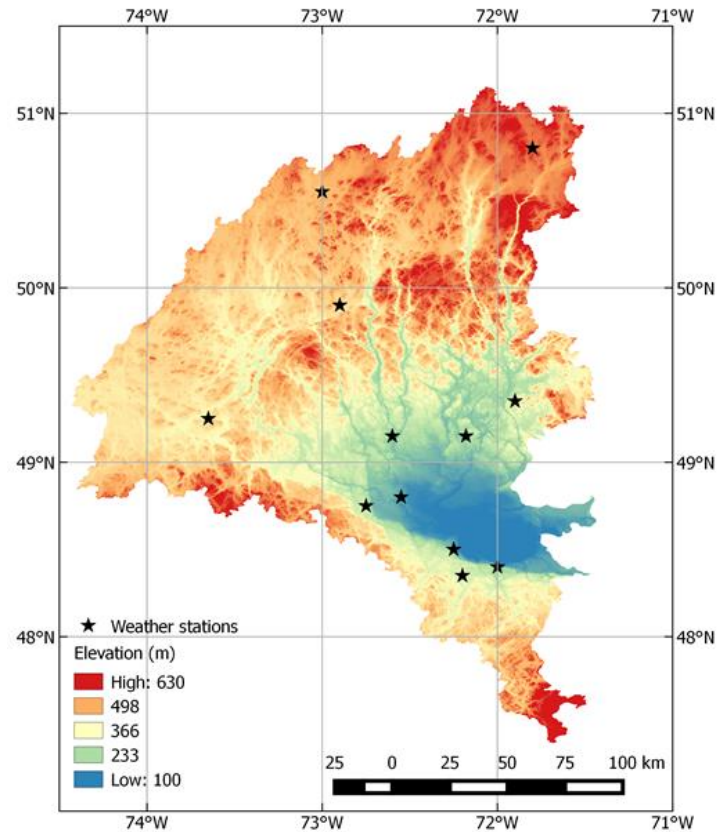 74°W 73°W 72°W 71°W
51°N 51°N
50°N 50°N
49°N 49°N
48°N 48°N
Weather stations
Elevation (m)
High: 630
498
366
233
Low: 100
25 0 25 50 75 100 km
74°W 73°W 72°W 71°W